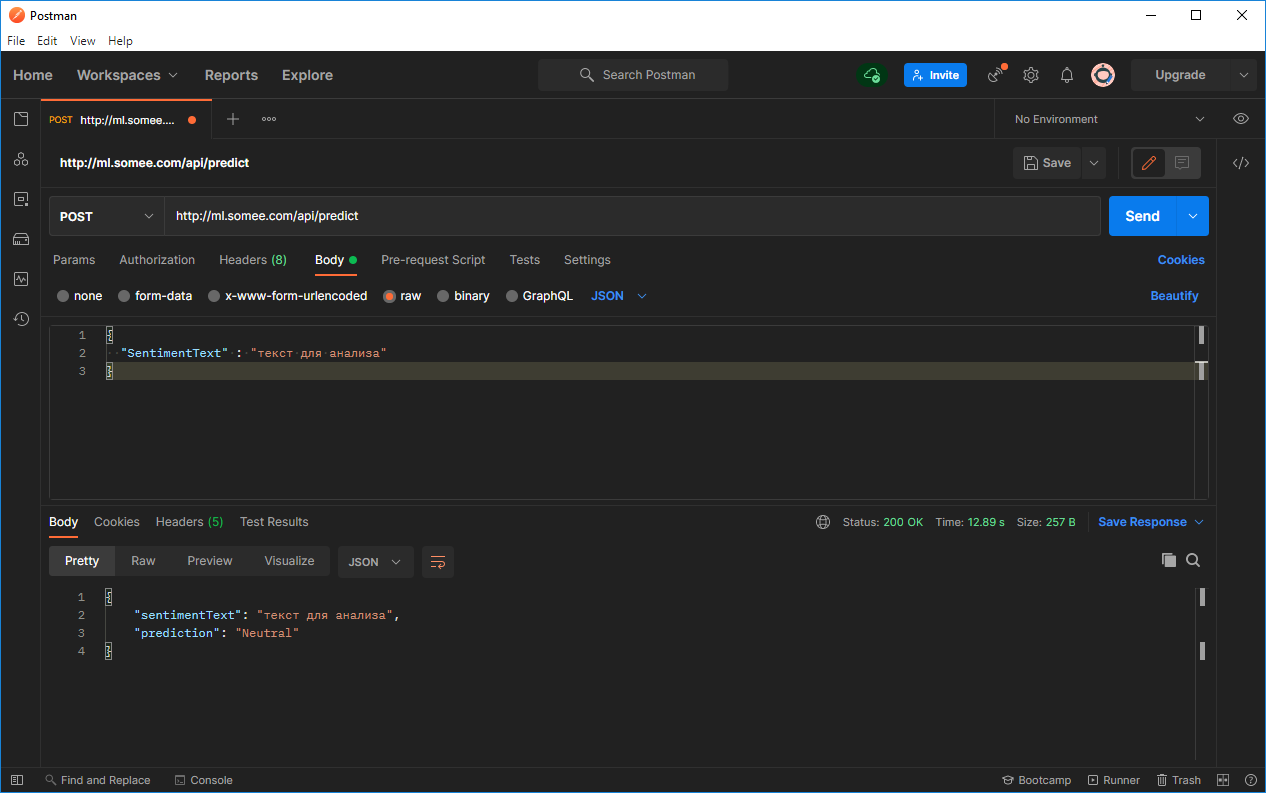 Postman
File Edit View Help
Home Workspaces Reports Explore Search Postman Invite Upgrade
POST http://ml.somee.... No Environment
http://ml.somee.com/api/predict Save
POST http://ml.somee.com/api/predict Send
Params Authorization Headers (8) Body Pre-request Script Tests Settings Cookies
none form-data x-www-form-urlencoded raw binary GraphQL JSON Beautify
1 {
2 "SentimentText" : "текст для анализа"
3 }
Body Cookies Headers (5) Test Results Status: 200 OK Time: 12.89 s Size: 257 B Save Response
Pretty Raw Preview Visualize JSON
1 {
2 "sentimentText": "текст для анализа",
3 "prediction": "Neutral"
4 }
Find and Replace Console Bootcamp Runner Trash